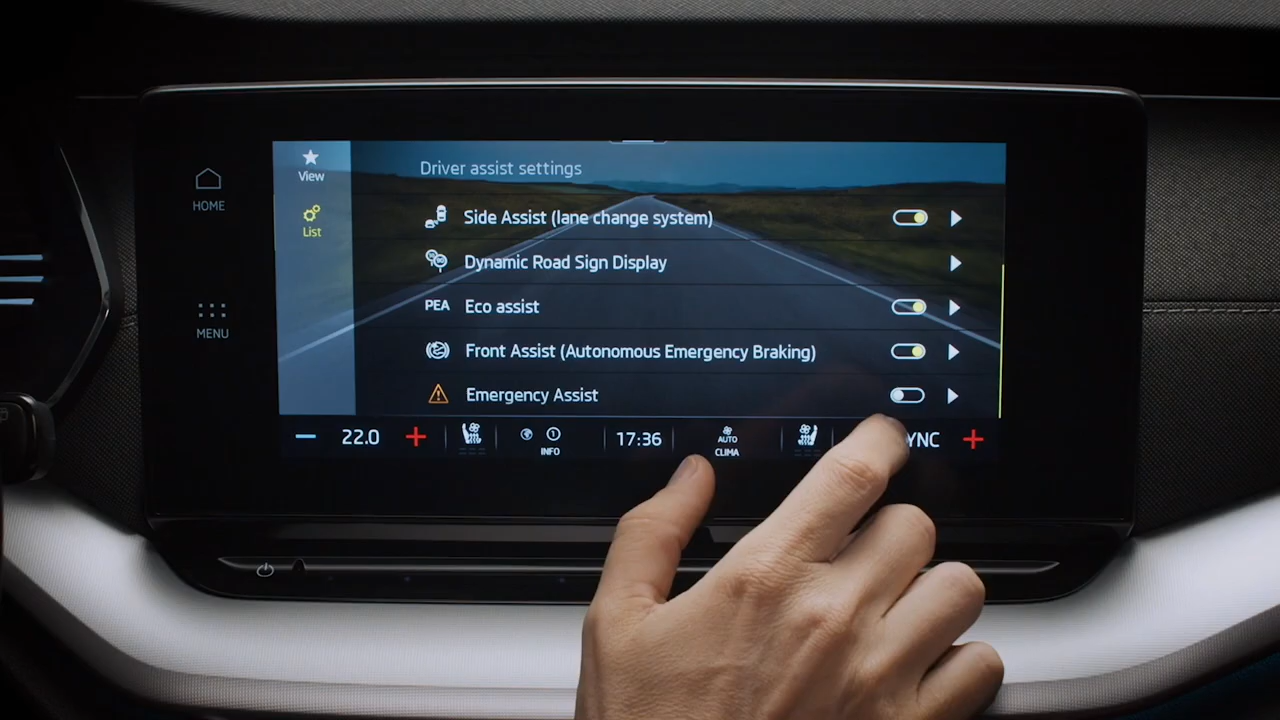 View
Driver assist settings
HOME
Side Assist (lane change system)
List
Dynamic Road Sign Display
PEA Eco assist
MENU
Front Assist (Autonomous Emergency Braking)
Emergency Assist
22.0
INFO
17:36
AUTO
CLIMA